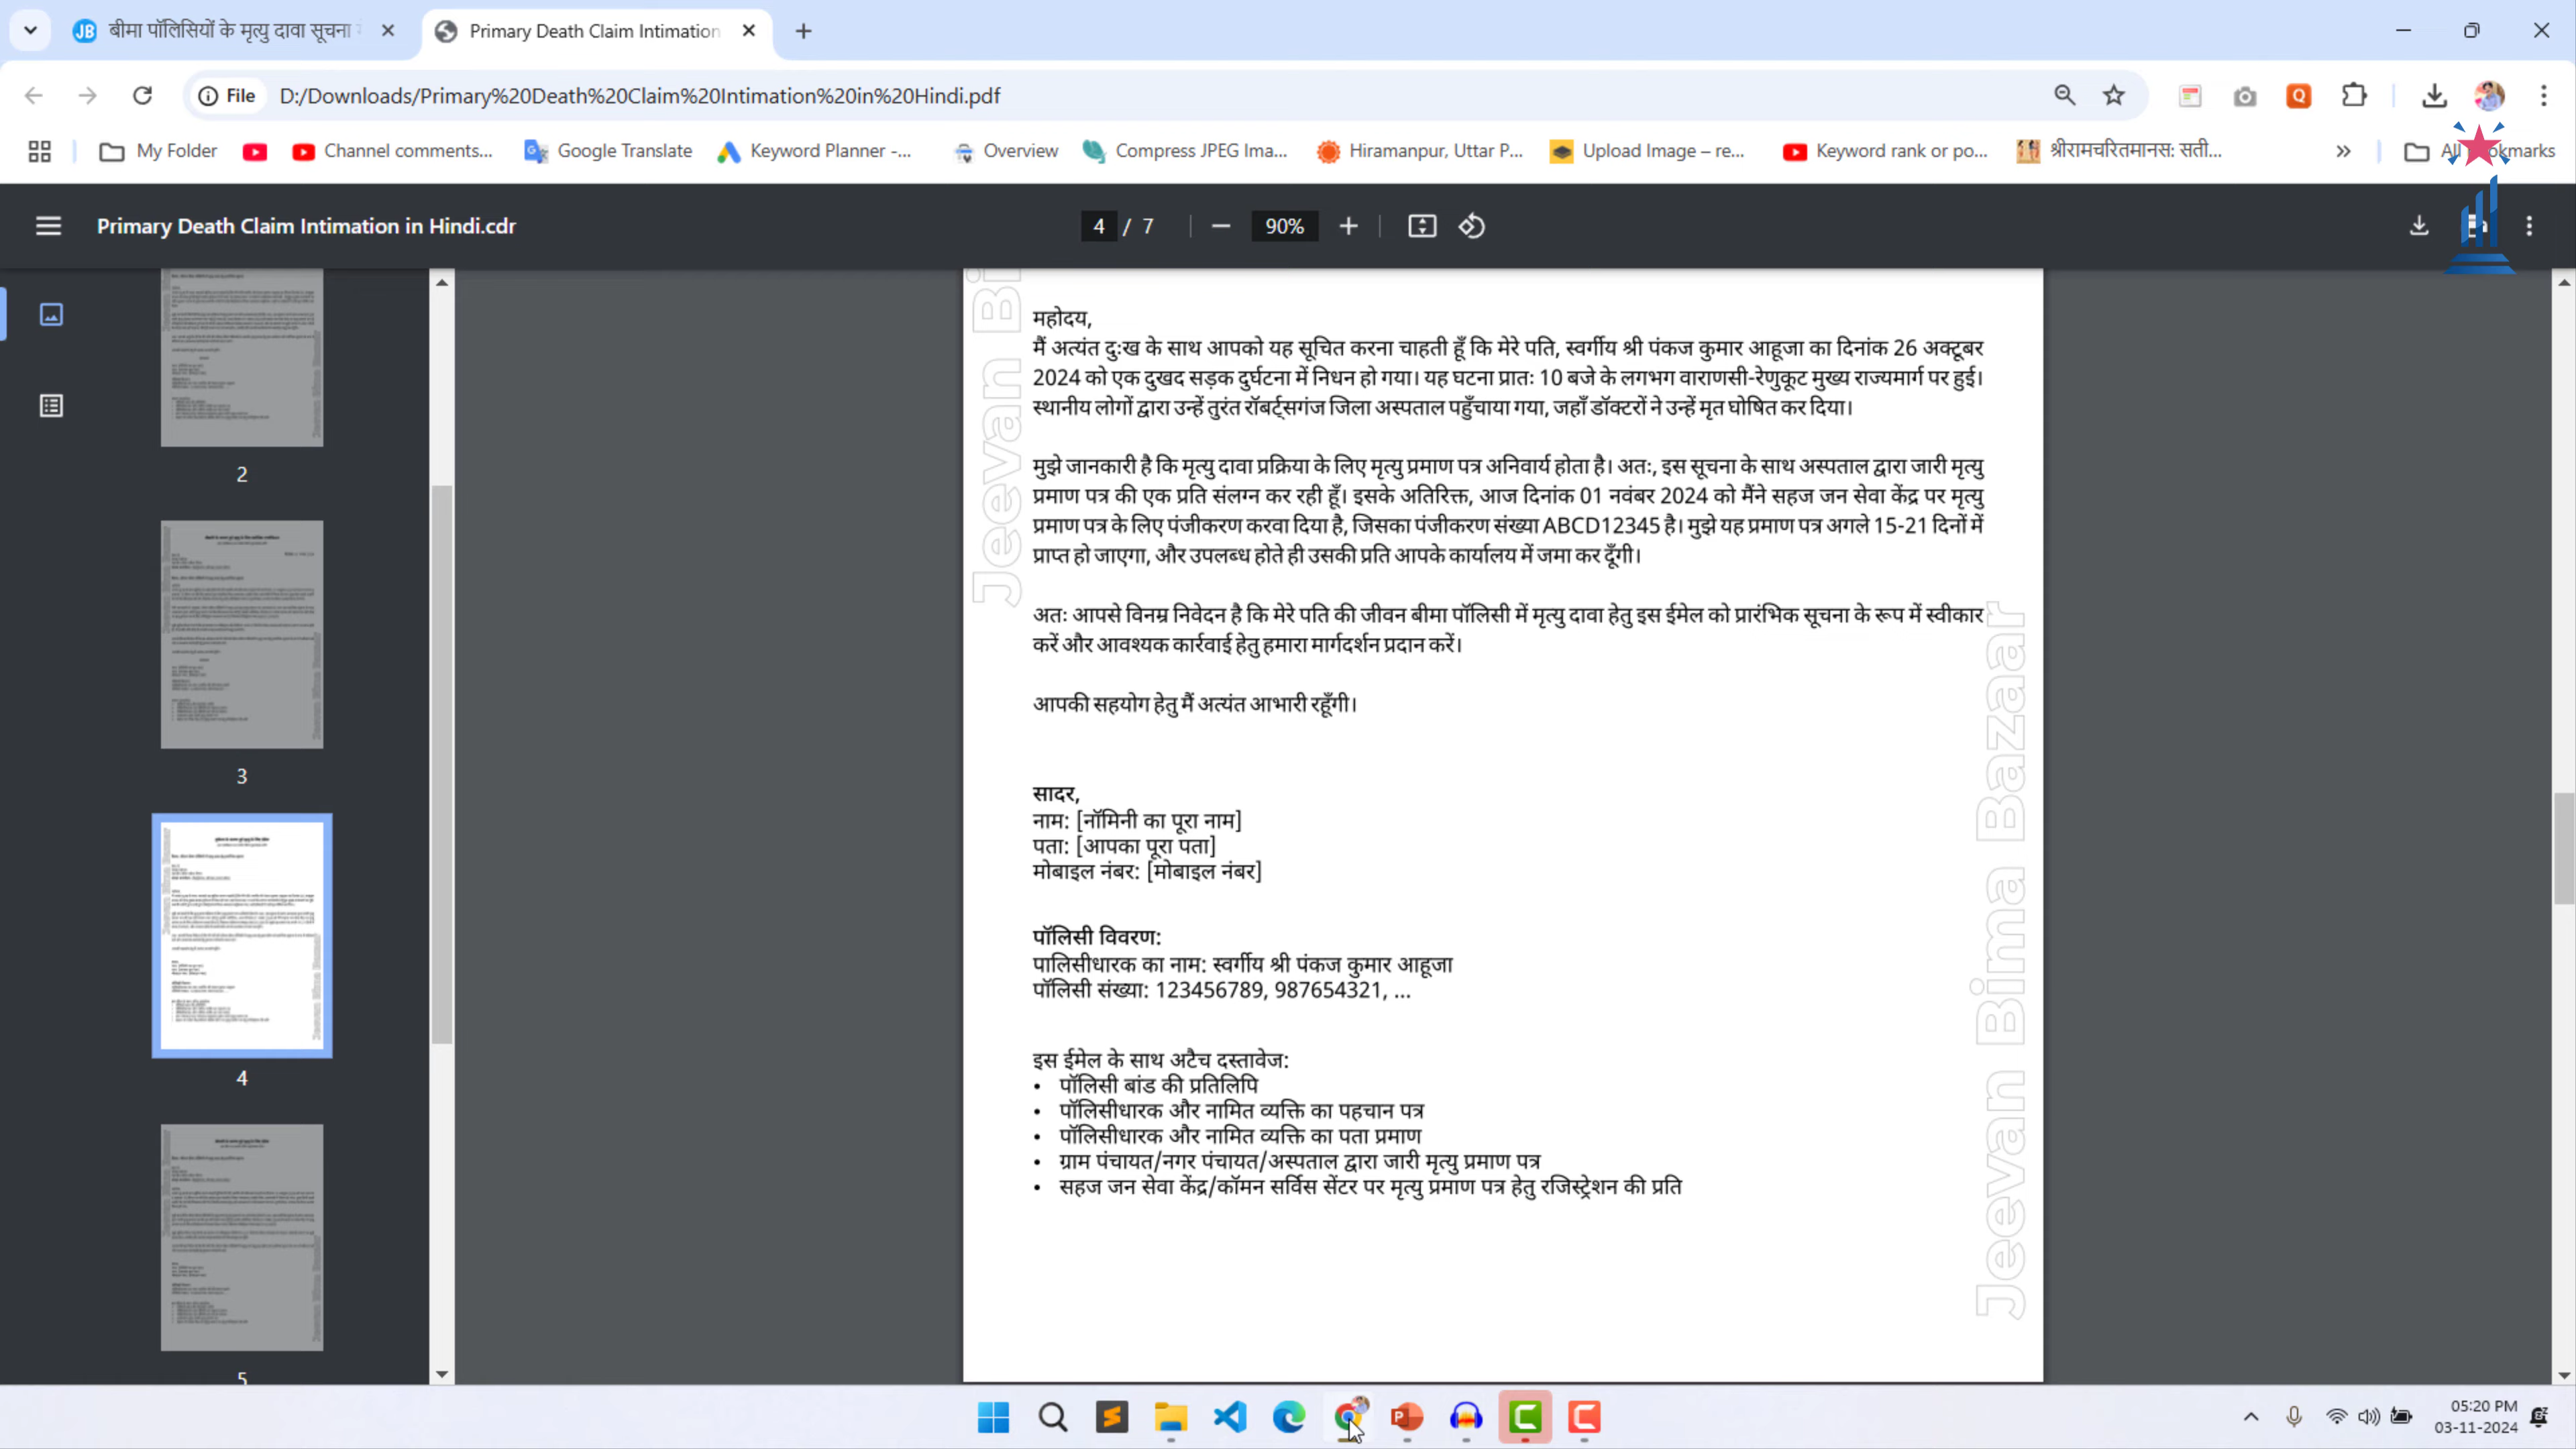 बीमा पॉलिसियों के मृत्यु दावा सूचना
Primary Death Claim Intimation
File
D:/Downloads/Primary%20Death%20Claim%20Intimation%20in%20Hindi.pdf
My Folder
Channel comments...
Google Translate
Keyword Planner -...
Overview
Compress JPEG Ima...
Hiramanpur, Uttar P...
Upload Image – re...
Keyword rank or po...
श्रीरामचरितमानस: सती...
Primary Death Claim Intimation in Hindi.cdr
4 / 7
90%
2
3
4
5
Jeevan Bi
महोदय,
मैं अत्यंत दुःख के साथ आपको यह सूचित करना चाहती हूँ कि मेरे पति, स्वर्गीय श्री पंकज कुमार आहूजा का दिनांक 26 अक्टूबर
2024 को एक दुखद सड़क दुर्घटना में निधन हो गया। यह घटना प्रातः 10 बजे के लगभग वाराणसी-रेणुकूट मुख्य राज्यमार्ग पर हुई।
स्थानीय लोगों द्वारा उन्हें तुरंत रॉबर्ट्सगंज जिला अस्पताल पहुँचाया गया, जहाँ डॉक्टरों ने उन्हें मृत घोषित कर दिया।
मुझे जानकारी है कि मृत्यु दावा प्रक्रिया के लिए मृत्यु प्रमाण पत्र अनिवार्य होता है। अतः, इस सूचना के साथ अस्पताल द्वारा जारी मृत्यु
प्रमाण पत्र की एक प्रति संलग्न कर रही हूँ। इसके अतिरिक्त, आज दिनांक 01 नवंबर 2024 को मैंने सहज जन सेवा केंद्र पर मृत्यु
प्रमाण पत्र के लिए पंजीकरण करवा दिया है, जिसका पंजीकरण संख्या ABCD12345 है। मुझे यह प्रमाण पत्र अगले 15-21 दिनों में
प्राप्त हो जाएगा, और उपलब्ध होते ही उसकी प्रति आपके कार्यालय में जमा कर दूँगी।
अतः आपसे विनम्र निवेदन है कि मेरे पति की जीवन बीमा पॉलिसी में मृत्यु दावा हेतु इस ईमेल को प्रारंभिक सूचना के रूप में स्वीकार
करें और आवश्यक कार्रवाई हेतु हमारा मार्गदर्शन प्रदान करें।
आपकी सहयोग हेतु मैं अत्यंत आभारी रहूँगी।
सादर,
नाम: [नॉमिनी का पूरा नाम]
पता: [आपका पूरा पता]
मोबाइल नंबर: [मोबाइल नंबर]
पॉलिसी विवरण:
पालिसीधारक का नाम: स्वर्गीय श्री पंकज कुमार आहूजा
पॉलिसी संख्या: 123456789, 987654321, ...
इस ईमेल के साथ अटैच दस्तावेज:
• पॉलिसी बांड की प्रतिलिपि
• पॉलिसीधारक और नामित व्यक्ति का पहचान पत्र
• पॉलिसीधारक और नामित व्यक्ति का पता प्रमाण
• ग्राम पंचायत/नगर पंचायत/अस्पताल द्वारा जारी मृत्यु प्रमाण पत्र
• सहज जन सेवा केंद्र/कॉमन सर्विस सेंटर पर मृत्यु प्रमाण पत्र हेतु रजिस्ट्रेशन की प्रति
Jeevan Bima Bazaar
05:20 PM
03-11-2024